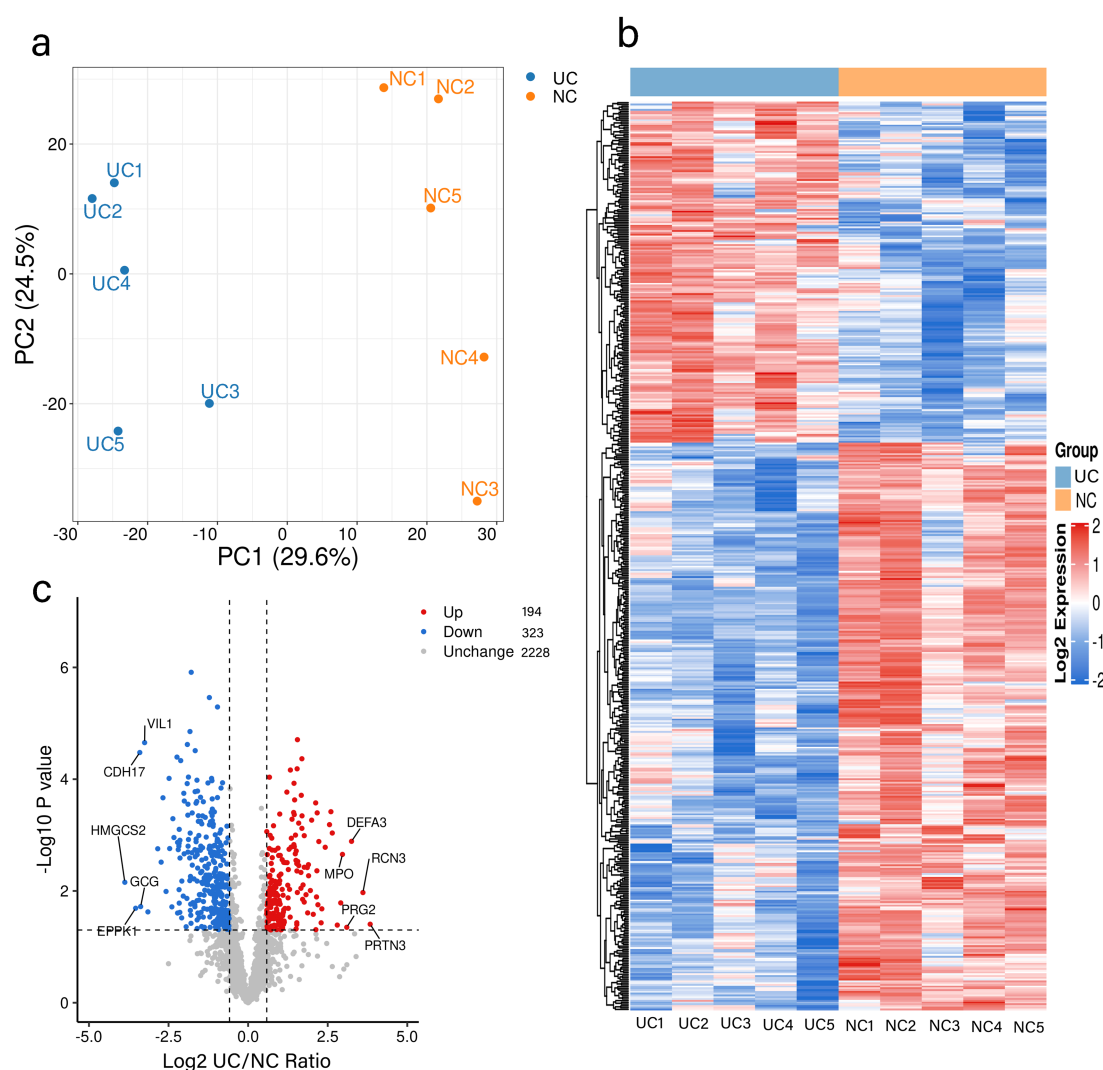 a
NC1
NC2
UC
NC
20
UC1
UC2
NC5
0
UC4
NC4
UC3
-20
UC5
NC3
PC2 (24.5%)
-30 -20 -10 0 10 20 30
PC1 (29.6%)
b
Group
UC
NC
Log2 Expression
2
1
0
-1
-2
UC1 UC2 UC3 UC4 UC5 NC1 NC2 NC3 NC4 NC5
c
Up 194
Down 323
Unchange 2228
6
VIL1
CDH17
4
HMGCS2
DEFA3
RCN3
MPO
GCG
2
PRG2
EPPK1
PRTN3
0
-Log10 P value
-5.0 -2.5 0.0 2.5 5.0
Log2 UC/NC Ratio